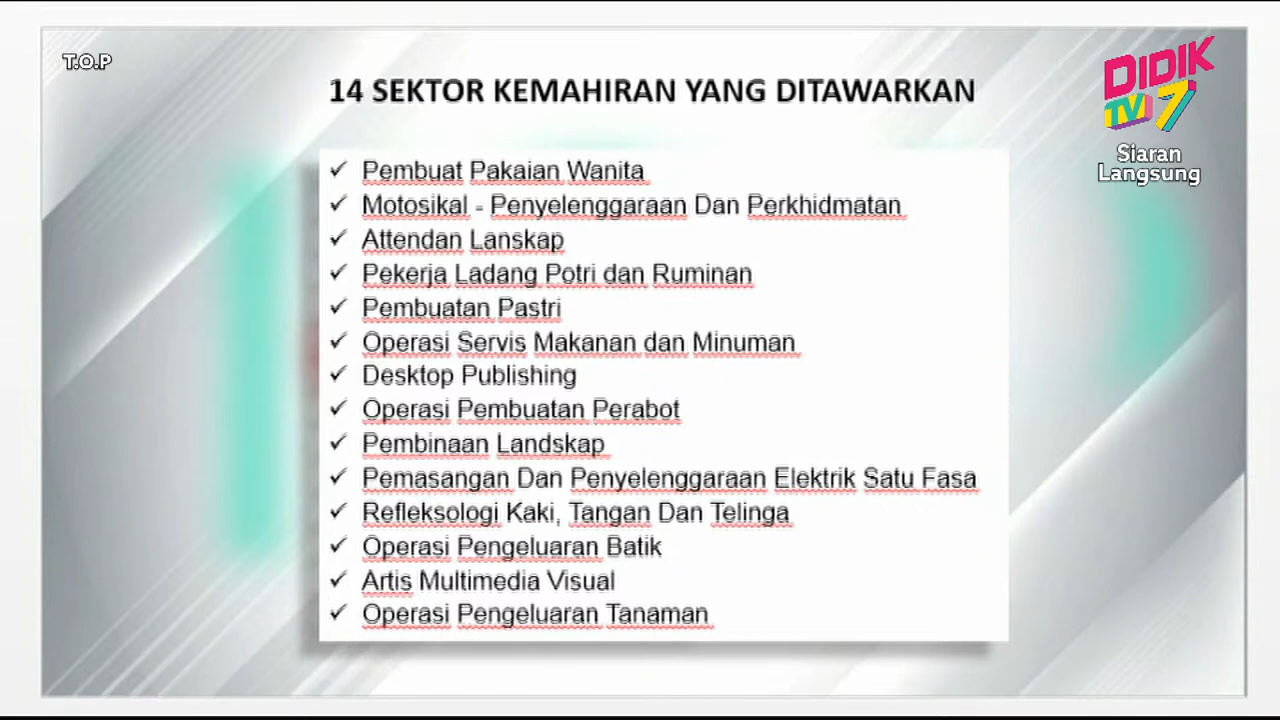 T.O.P
14 SEKTOR KEMAHIRAN YANG DITAWARKAN
DIDIK
TV 7
Siaran
Langsung
✓ Pembuat Pakaian Wanita
✓ Motosikal - Penyelenggaraan Dan Perkhidmatan
✓ Attendan Lanskap
✓ Pekerja Ladang Potri dan Ruminan
✓ Pembuatan Pastri
✓ Operasi Servis Makanan dan Minuman
✓ Desktop Publishing
✓ Operasi Pembuatan Perabot
✓ Pembinaan Landskap
✓ Pemasangan Dan Penyelenggaraan Elektrik Satu Fasa
✓ Refleksologi Kaki, Tangan Dan Telinga
✓ Operasi Pengeluaran Batik
✓ Artis Multimedia Visual
✓ Operasi Pengeluaran Tanaman